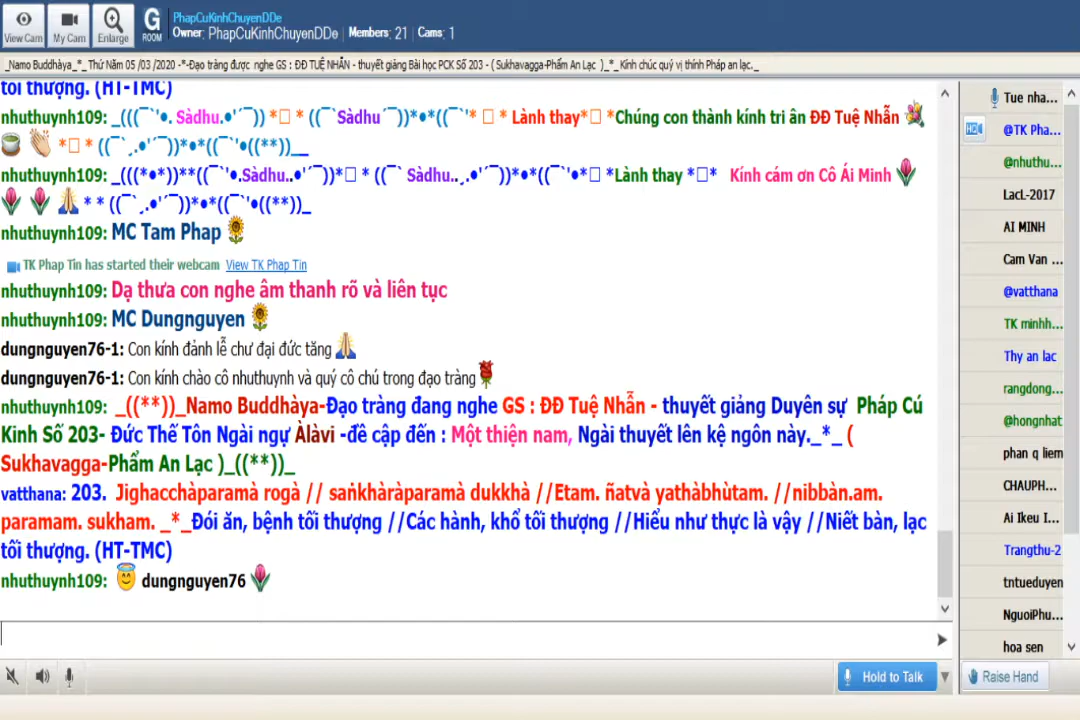 PhapCuKinhChuyenDDe
Owner: PhapCuKinhChuyenDDe | Members: 21 | Cams: 1
View Cam
My Cam
Enlarge
G ROOM
_Namo Buddhàya_*_ Thứ Năm 05 /03 /2020 -*-Đạo tràng được nghe GS : ĐĐ TUỆ NHẪN - thuyết giảng Bài học PCK Số 203 - ( Sukhavagga-Phẩm An Lạc )_*_Kính chúc quý vị thính Pháp an lạc._
tối thượng. (HT-TMC)
nhuthuynh109: _(((¯`'•. Sàdhu.•'´¯)) *□ * ((¯`Sàdhu´¯))*•*((¯`'* □ * Lành thay*□ *Chúng con thành kính tri ân ĐĐ Tuệ Nhẫn
*□ * ((¯`¸.•'´¯))*•*((¯`'•((**))__
nhuthuynh109: _(((*•*))**((¯`'•.Sàdhu..•'´¯))*□ * ((¯` Sàdhu..¸.•'´¯))*•*((¯`'•*□ *Lành thay *□* Kính cám ơn Cô Ái Minh
* * ((¯`¸.•'´¯))*•*((¯`'•((**))_
nhuthuynh109: MC Tam Phap
TK Phap Tin has started their webcam View TK Phap Tin
nhuthuynh109: Dạ thưa con nghe âm thanh rõ và liên tục
nhuthuynh109: MC Dungnguyen
dungnguyen76-1: Con kính đảnh lễ chư đại đức tăng
dungnguyen76-1: Con kính chào cô nhuthuynh và quý cô chú trong đạo tràng
nhuthuynh109: _((**))_Namo Buddhàya-Đạo tràng đang nghe GS : ĐĐ Tuệ Nhẫn - thuyết giảng Duyên sự Pháp Cú
Kinh Số 203- Đức Thế Tôn Ngài ngự Àlàvi -đề cập đến : Một thiện nam, Ngài thuyết lên kệ ngôn này._*_ (
Sukhavagga-Phẩm An Lạc )_((**))_
vatthana: 203. Jighacchàparamà rogà // saṅkhàràparamà dukkhà //Etam. ñatvà yathàbhùtam. //nibbàn.am.
paramam. sukham. _*_Đói ăn, bệnh tối thượng //Các hành, khổ tối thượng //Hiểu như thực là vậy //Niết bàn, lạc
tối thượng. (HT-TMC)
nhuthuynh109: dungnguyen76
Tue nha...
@TK Pha...
@nhuthu...
LacL-2017
AI MINH
Cam Van ...
@vatthana
TK minhh...
Thy an lac
rangdong...
@hongnhat
phan q liem
CHAUPH...
Ai Ikeu I...
Trangthu-2
tntueduyen
NguoiPhu...
hoa sen
Hold to Talk
Raise Hand